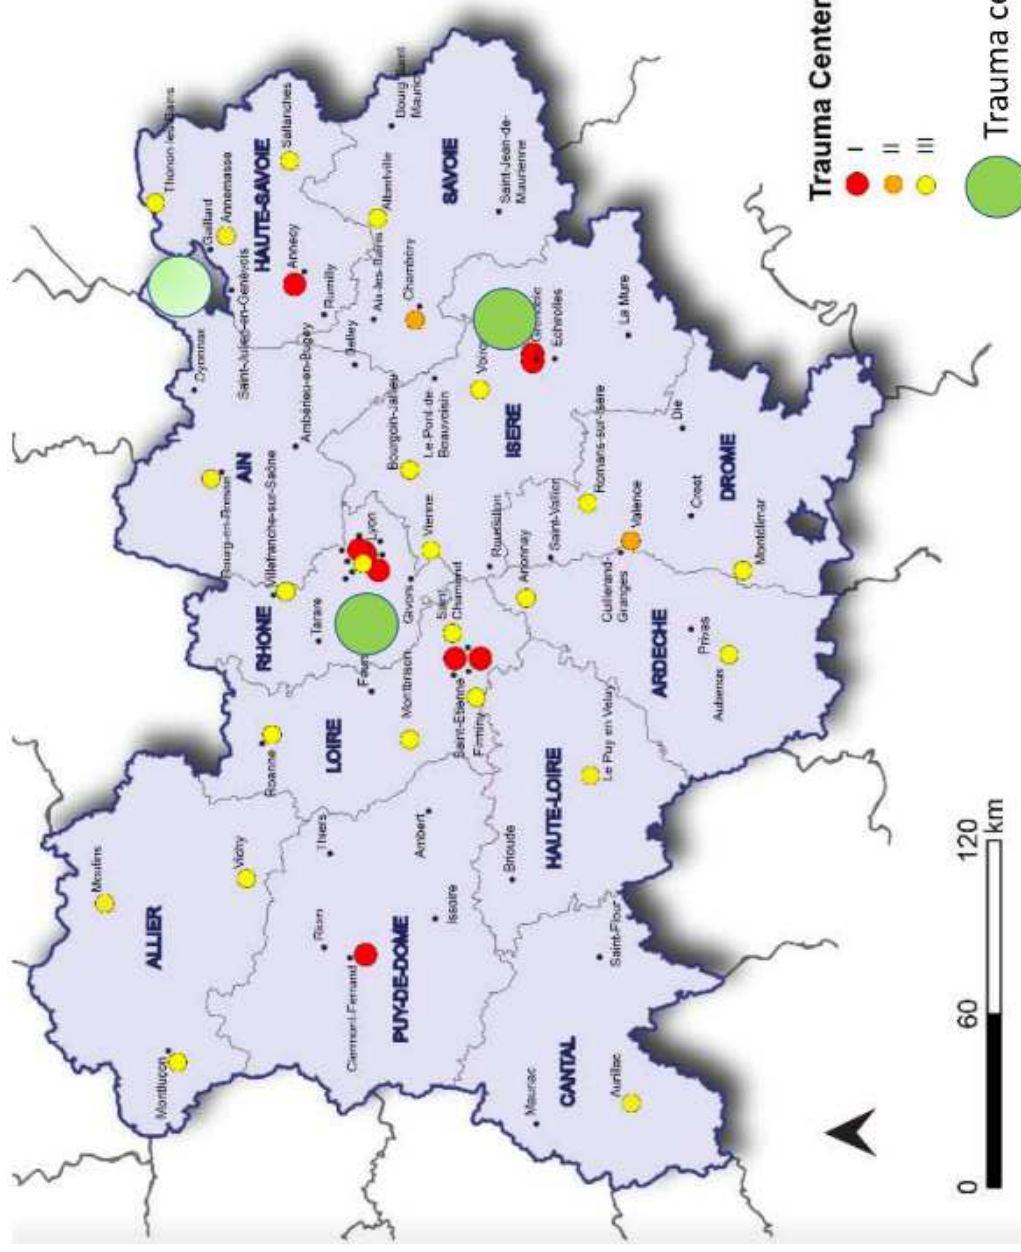 Moulins
Montluçon
ALLIER
Vichy
Roanne
Riom
Thiers
Clermont-Ferrand
PUY-DE-DOME
Ambert
Issoire
Brioude
HAUTE-LOIRE
Le Puy en Velay
Mauriac
CANTAL
Aurillac
Saint-Flour
LOIRE
Montbrison
Saint-Etienne
Firminy
Saint
Chamond
RHONE
Tarare
Villefranche-sur-Saône
Lyon
Givors
Vienne
Bourg-en-Bresse
AIN
Oyonnax
Ambérieu-en-Bugey
Belley
Saint-Julien-en-Genevois
Gaillard
Annemasse
Thonon-les-Bains
HAUTE-SAVOIE
Sallanches
Annecy
Rumilly
Aix-les-Bains
Albertville
Chambéry
SAVOIE
Bourg Saint
Maurice
Saint-Jean-de-
Maurienne
Bourgoin-Jallieu
Le-Pont-de
Beauvoisin
ISERE
Grenoble
Echirolles
La Mure
Roussillon
Annonay
Saint-Vallier
Romans-sur-Isère
Guilherand-
Granges
Valence
ARDECHE
Privas
Aubenas
Crest
Die
DROME
Montélimar
0 60 120
km
Trauma Center
I
II
III
Trauma ce